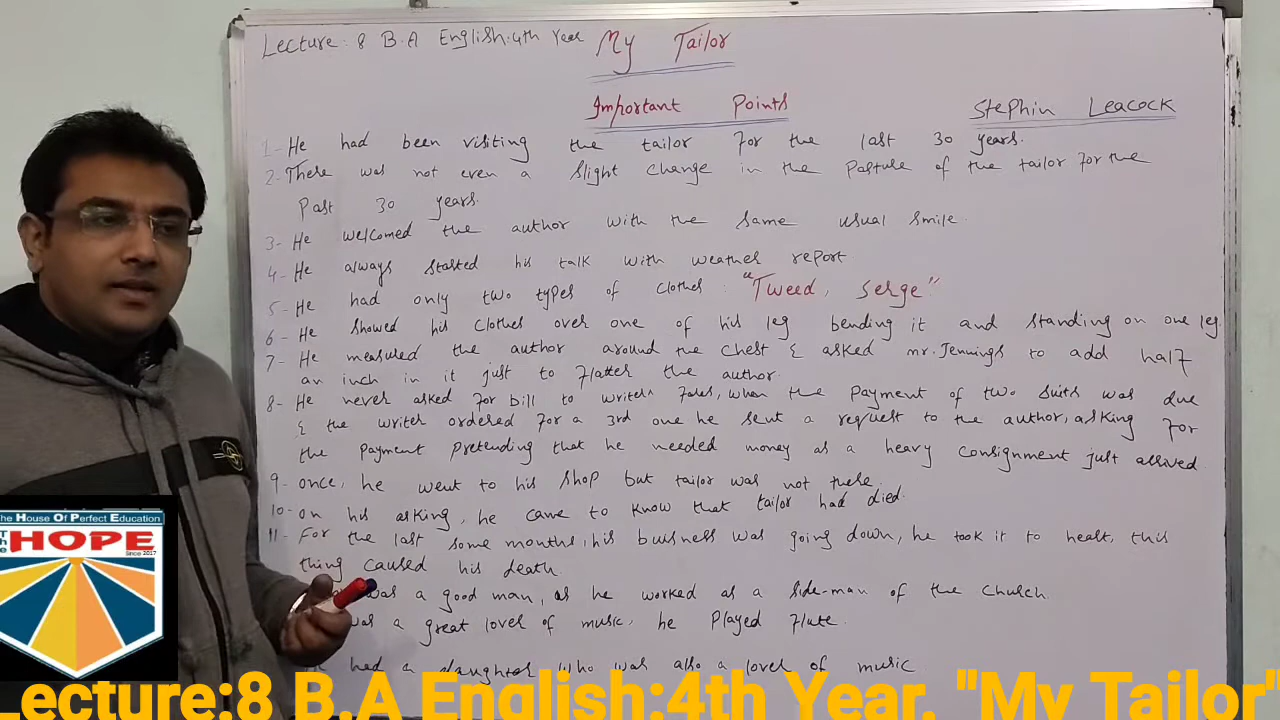 Lecture: 8 B.A English: 4th Year My Tailor
Important Points
Stephin Leacock
1- He had been visiting the tailor for the last 30 years.
2- There was not even a slight change in the Pasture of the tailor for the
Past 30 years.
3- He welcomed the author with the same usual smile.
4- He always started his talk with weather report
5- He had only two types of clothes: "Tweed, Serge"
6- He showed his clothes over one of his leg bending it and standing on one leg.
7- He measured the author around the chest & asked mr. Jennings to add half
an inch in it just to flatter the author.
8- He never asked for bill to writer when the payment of two suits was due
& the writer ordered for a 3rd one he sent a request to the author, asking for
the payment pretending that he needed money as a heavy consignment just arrived.
9- once, he went to his shop but tailor was not there.
10- on his asking he came to know that tailor had died.
11- For the last some months, his buisness was going down, he took it to heart, this
thing caused his death.
was a good man, as he worked as a side-man of the church.
was a great lover of music, he played flute.
had a daughter who was also a lover of music
The House Of Perfect Education
The HOPE
Since 2017
Lecture:8 B.A English:4th Year. "My Tailor"